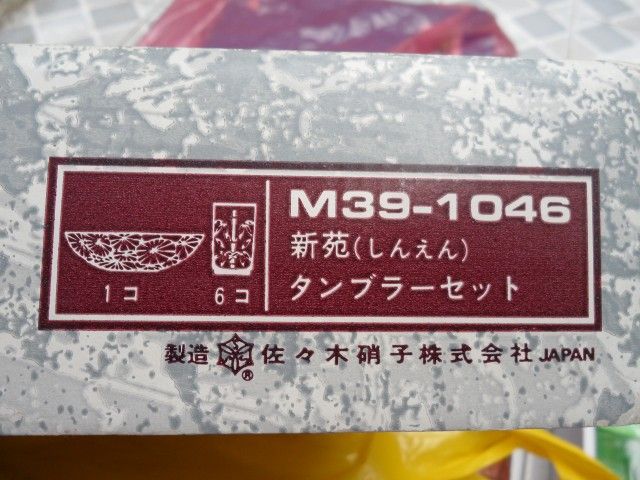 M39-1046
新苑(しんえん)
タンブラーセット
1コ 6コ
製造 ® 佐々木硝子株式会社 JAPAN